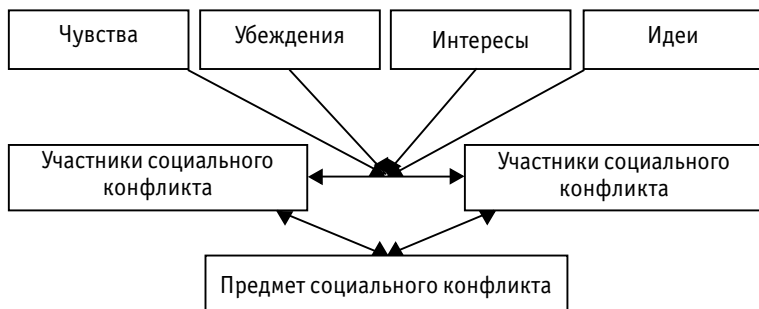 Чувства
Убеждения
Интересы
Идеи
Участники социального
конфликта
Участники социального
конфликта
Предмет социального конфликта